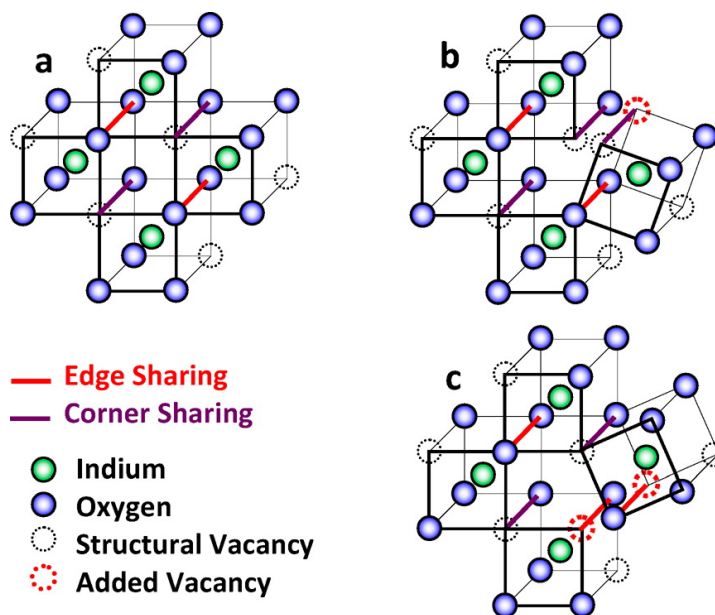 a
b
c
Edge Sharing
Corner Sharing
Indium
Oxygen
Structural Vacancy
Added Vacancy